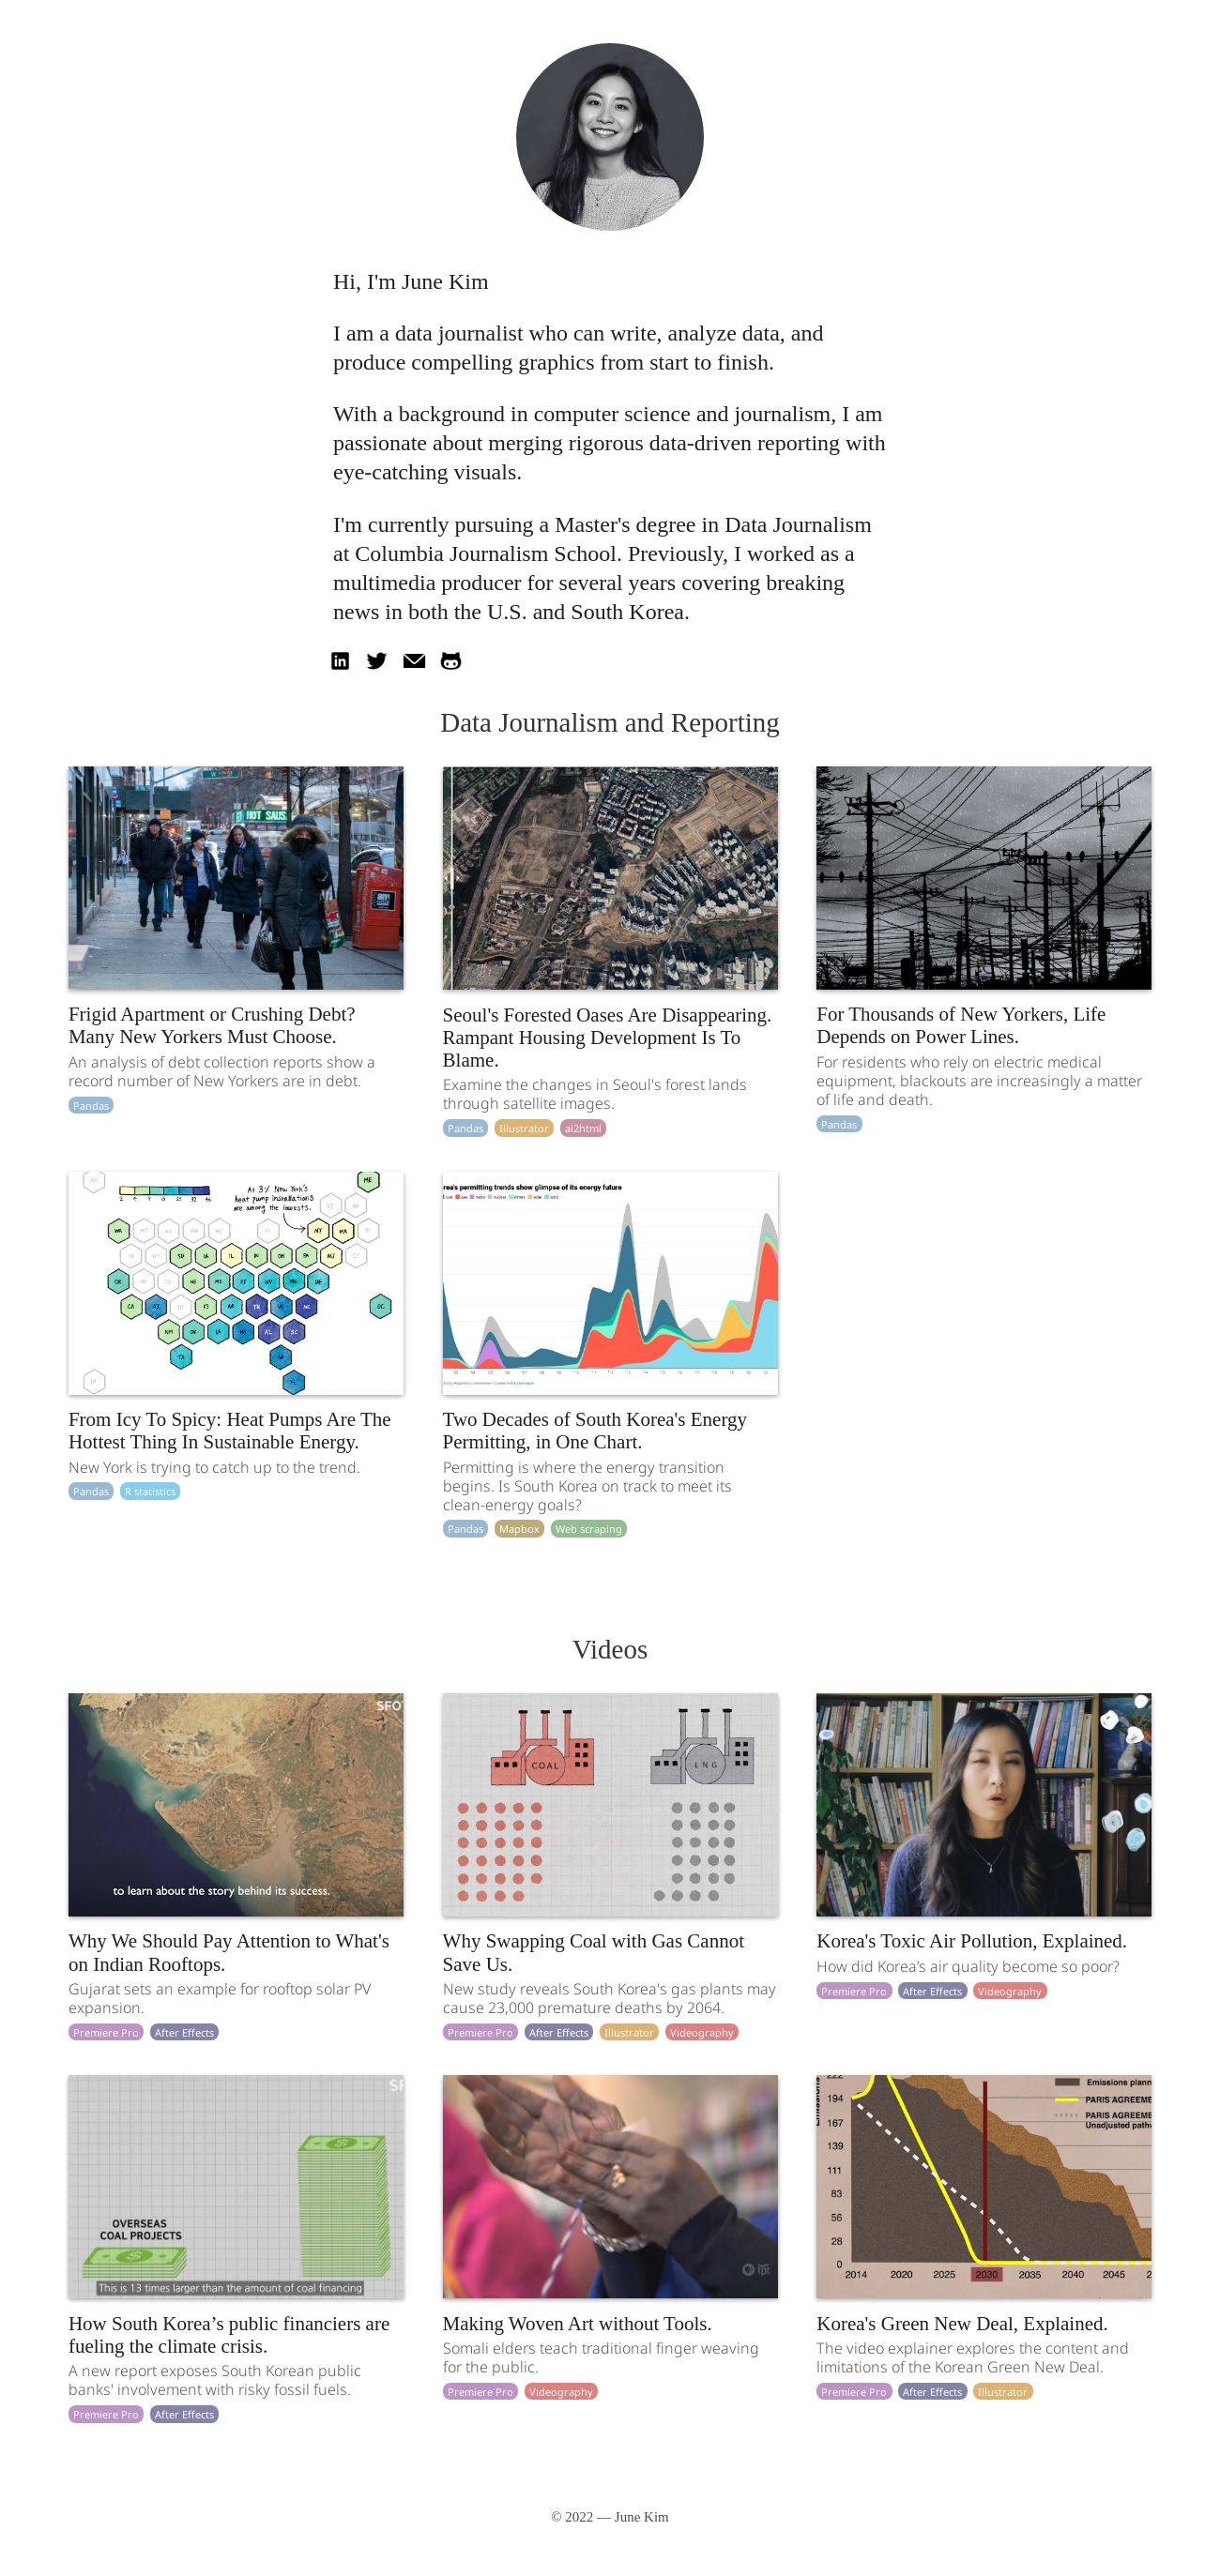 Hi, I'm June Kim
I am a data journalist who can write, analyze data, and
produce compelling graphics from start to finish.
With a background in computer science and journalism, I am
passionate about merging rigorous data-driven reporting with
eye-catching visuals.
I'm currently pursuing a Master's degree in Data Journalism
at Columbia Journalism School. Previously, I worked as a
multimedia producer for several years covering breaking
news in both the U.S. and South Korea.
Data Journalism and Reporting
HOT SAUS
Frigid Apartment or Crushing Debt?
Many New Yorkers Must Choose.
An analysis of debt collection reports show a
record number of New Yorkers are in debt.
Pandas
Seoul's Forested Oases Are Disappearing.
Rampant Housing Development Is To
Blame.
Examine the changes in Seoul's forest lands
through satellite images.
Pandas Illustrator ai2html
For Thousands of New Yorkers, Life
Depends on Power Lines.
For residents who rely on electric medical
equipment, blackouts are increasingly a matter
of life and death.
Pandas
At 3% New York's
heat pump installations
are among the lowest.
ME
NY MA
From Icy To Spicy: Heat Pumps Are The
Hottest Thing In Sustainable Energy.
New York is trying to catch up to the trend.
Pandas R statistics
rea's permitting trends show glimpse of its energy future
Two Decades of South Korea's Energy
Permitting, in One Chart.
Permitting is where the energy transition
begins. Is South Korea on track to meet its
clean-energy goals?
Pandas Mapbox Web scraping
Videos
SFO
to learn about the story behind its success.
Why We Should Pay Attention to What's
on Indian Rooftops.
Gujarat sets an example for rooftop solar PV
expansion.
Premiere Pro After Effects
COAL LNG
Why Swapping Coal with Gas Cannot
Save Us.
New study reveals South Korea's gas plants may
cause 23,000 premature deaths by 2064.
Premiere Pro After Effects Illustrator Videography
Korea's Toxic Air Pollution, Explained.
How did Korea’s air quality become so poor?
Premiere Pro After Effects Videography
SF
OVERSEAS
COAL PROJECTS
This is 13 times larger than the amount of coal financing
How South Korea’s public financiers are
fueling the climate crisis.
A new report exposes South Korean public
banks' involvement with risky fossil fuels.
Premiere Pro After Effects
tpt
Making Woven Art without Tools.
Somali elders teach traditional finger weaving
for the public.
Premiere Pro Videography
Emissions plann
PARIS AGREEME
PARIS AGREEME
Unadjusted path
222
194
167
139
111
83
56
28
0
2014 2020 2025 2030 2035 2040 2045 2
Korea's Green New Deal, Explained.
The video explainer explores the content and
limitations of the Korean Green New Deal.
Premiere Pro After Effects Illustrator
© 2022 — June Kim